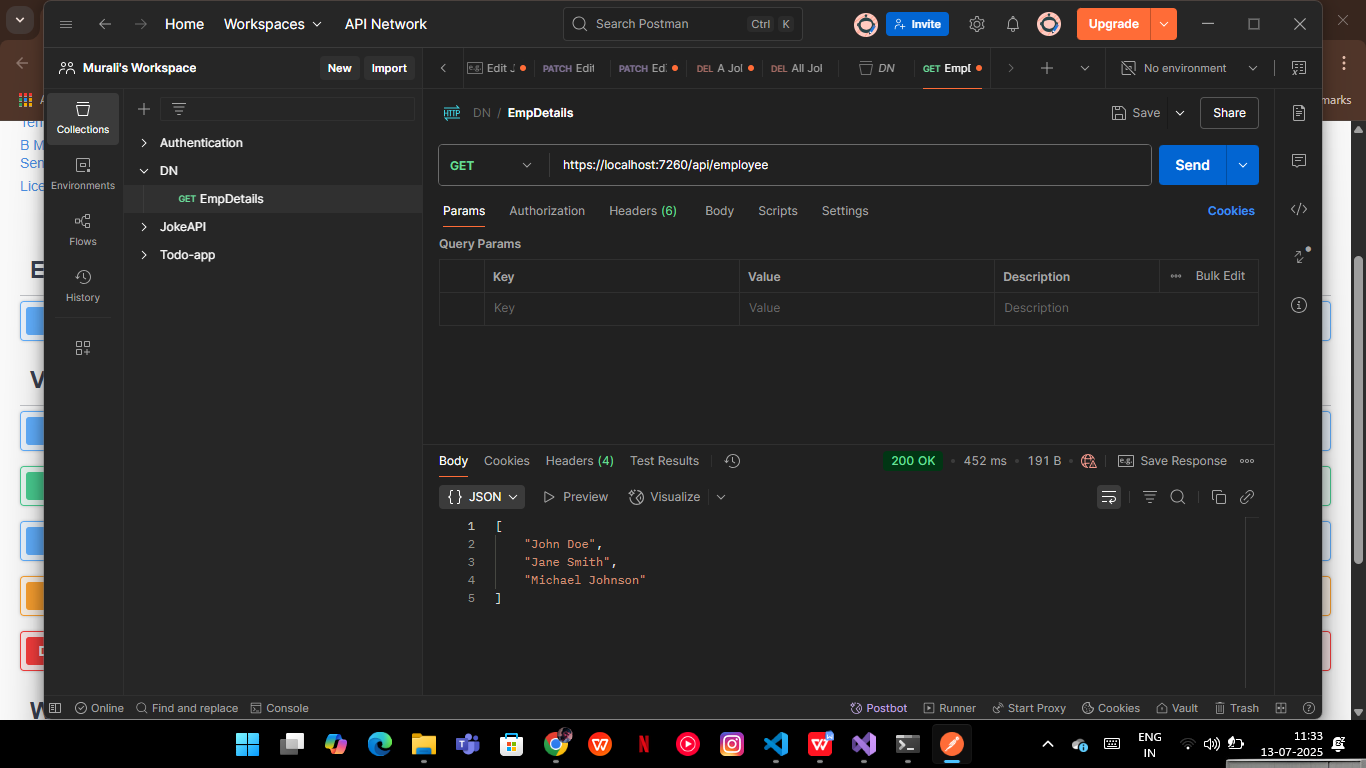 Home Workspaces API Network Search Postman Ctrl K Invite Upgrade
Murali's Workspace New Import Edit J PATCH Edit PATCH Ed: DEL A Jol DEL All Jol DN GET EmpD No environment
marks
Collections
Environments
Flows
History
Authentication
DN
GET EmpDetails
JokeAPI
Todo-app
HTTP DN / EmpDetails Save Share
GET https://localhost:7260/api/employee Send
Params Authorization Headers (6) Body Scripts Settings Cookies
Query Params
Key Value Description Bulk Edit
Key Value Description
Body Cookies Headers (4) Test Results 200 OK 452 ms 191 B e.g. Save Response
{} JSON Preview Visualize
1 [
2 "John Doe",
3 "Jane Smith",
4 "Michael Johnson"
5 ]
Online Find and replace Console Postbot Runner Start Proxy Cookies Vault Trash
B M
Sen
Lice
E
V
W
ENG
IN
11:33
13-07-2025